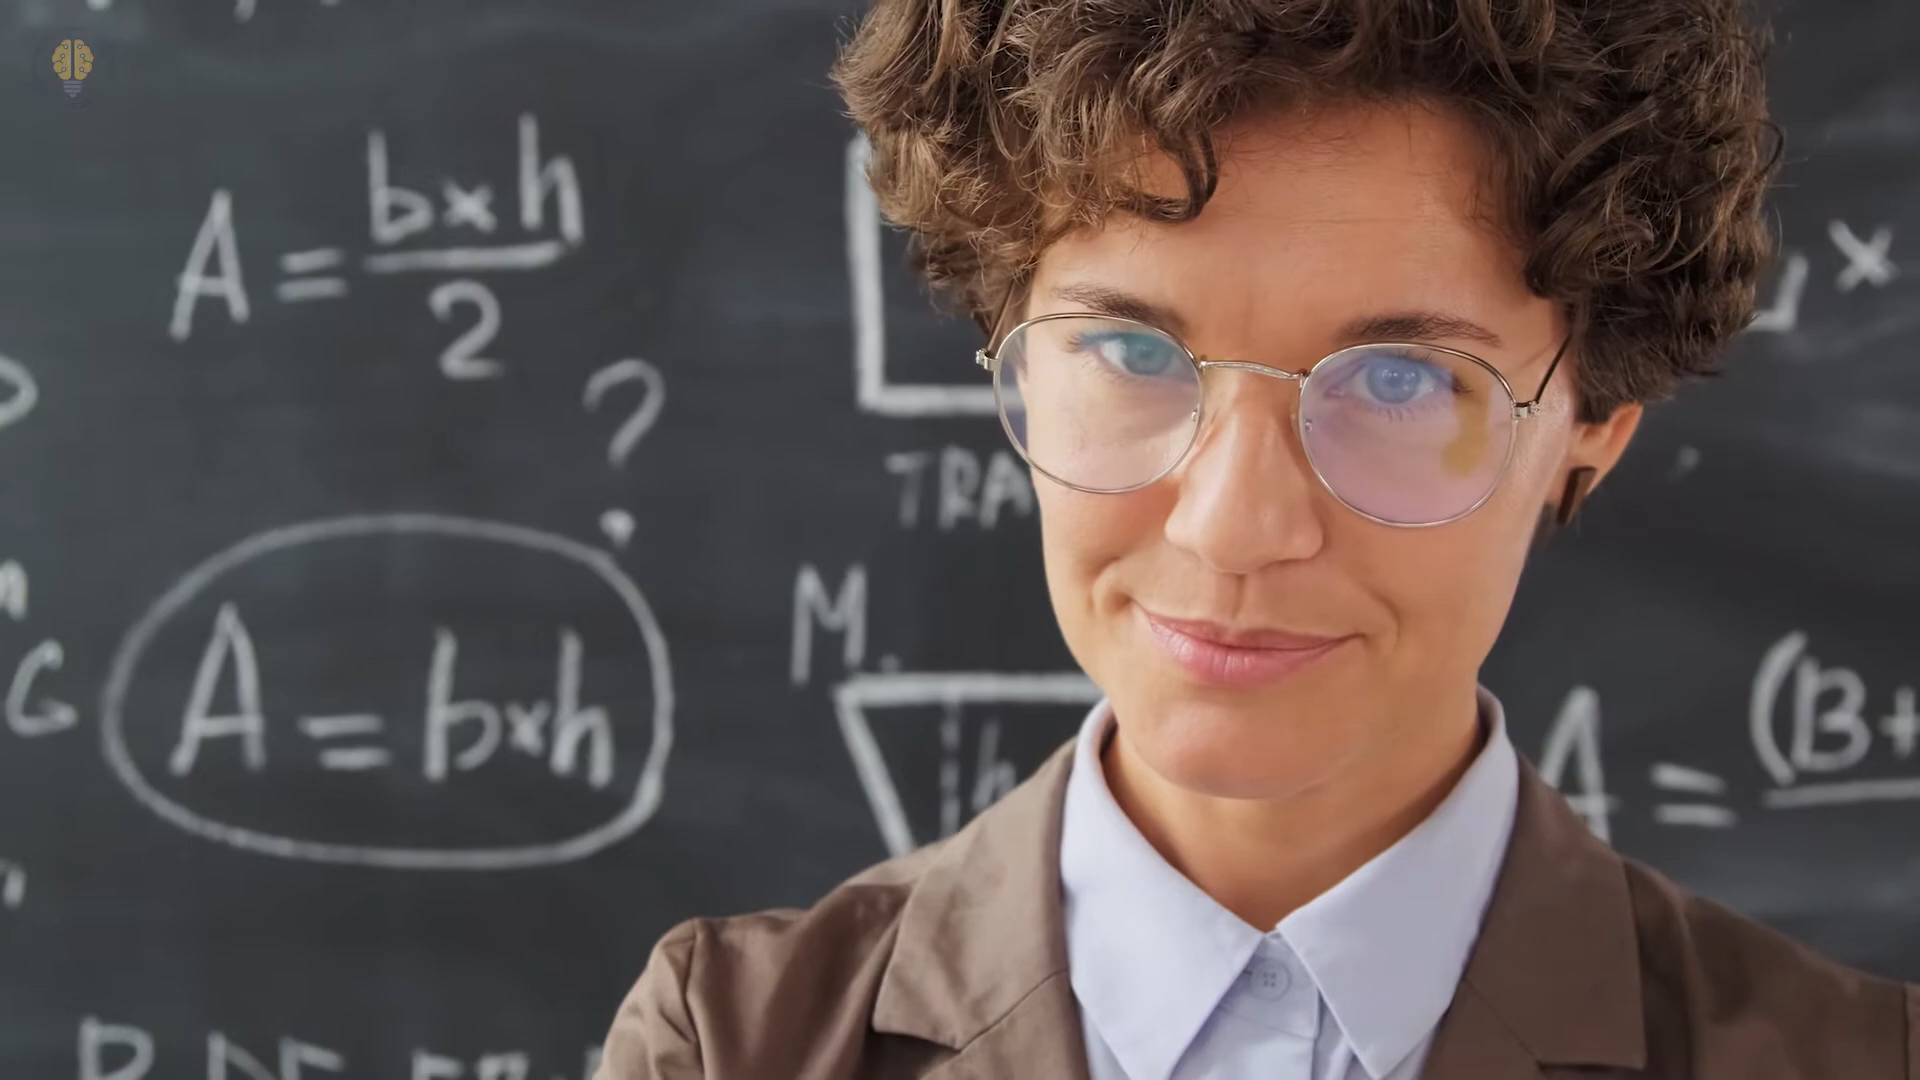 A = b×h
2
?
x
TRA
A = b×h
M.
h
G
A = (B+